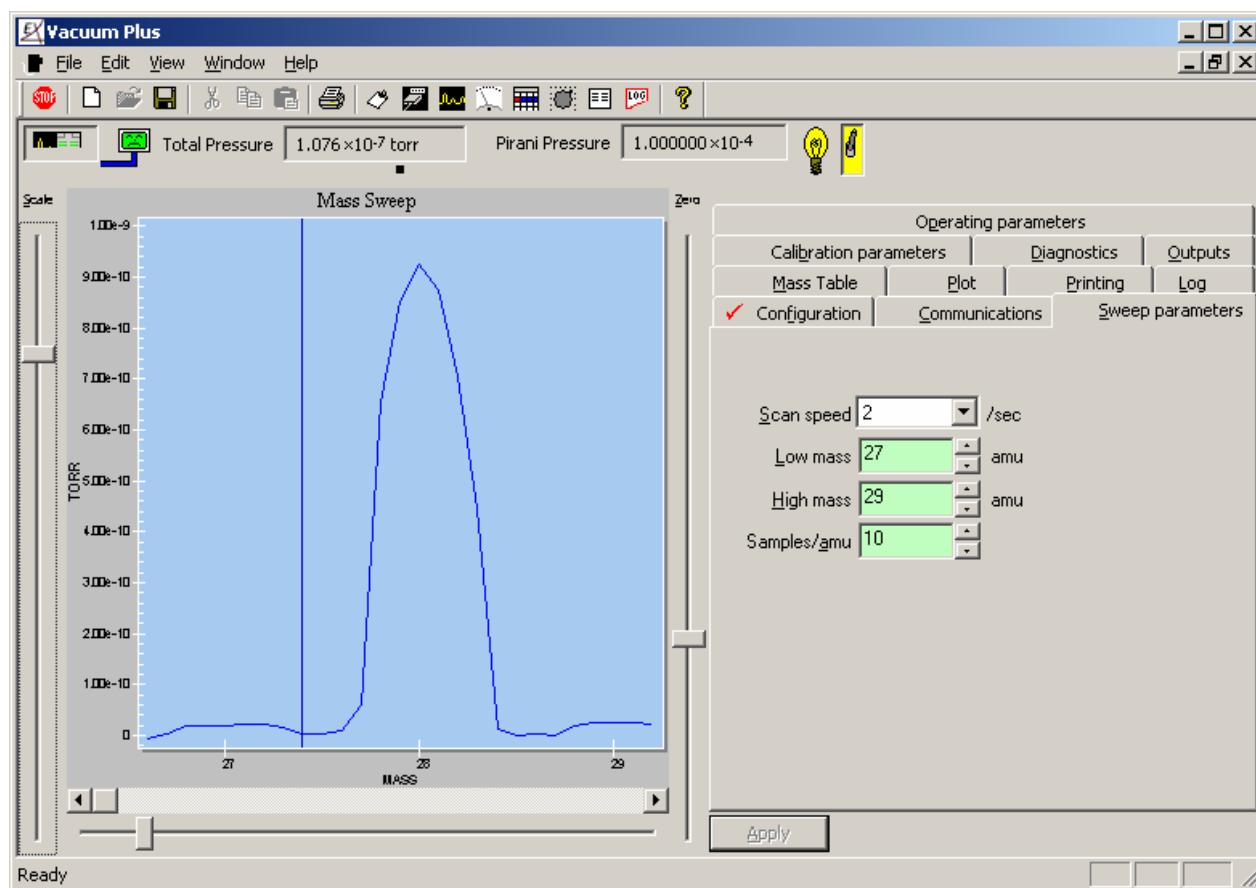 Vacuum Plus
File Edit View Window Help
STOP LOG ?
Total Pressure 1.076×10-7 torr Pirani Pressure 1.000000×10-4
Scale
Mass Sweep
Zero
1.00e-9
9.00e-10
8.00e-10
7.00e-10
6.00e-10
5.00e-10
4.00e-10
3.00e-10
2.00e-10
1.00e-10
0
TORR
27 28 29
MASS
Operating parameters
Calibration parameters Diagnostics Outputs
Mass Table Plot Printing Log
Configuration Communications Sweep parameters
Scan speed 2 /sec
Low mass 27 amu
High mass 29 amu
Samples/amu 10
Apply
Ready